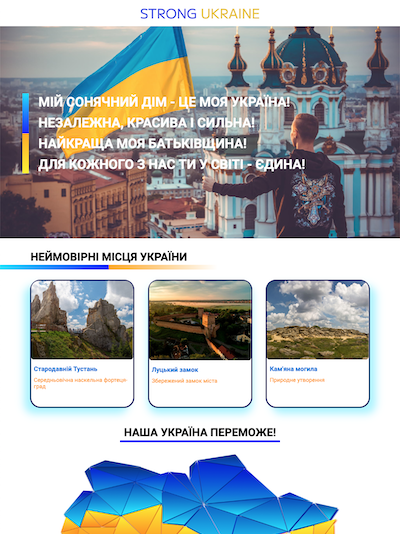 STRONG UKRAINE
МІЙ СОНЯЧНИЙ ДІМ - ЦЕ МОЯ УКРАЇНА!
НЕЗАЛЕЖНА, КРАСИВА І СИЛЬНА!
НАЙКРАЩА МОЯ БАТЬКІВЩИНА!
ДЛЯ КОЖНОГО З НАС ТИ У СВІТІ - ЄДИНА!
НЕЙМОВІРНІ МІСЦЯ УКРАЇНИ
Стародавній Тустань
Середньовічна наскельна фортеця
град
Луцький замок
Збережений замок міста
Кам'яна могила
Природне утворення
НАША УКРАЇНА ПЕРЕМОЖЕ!